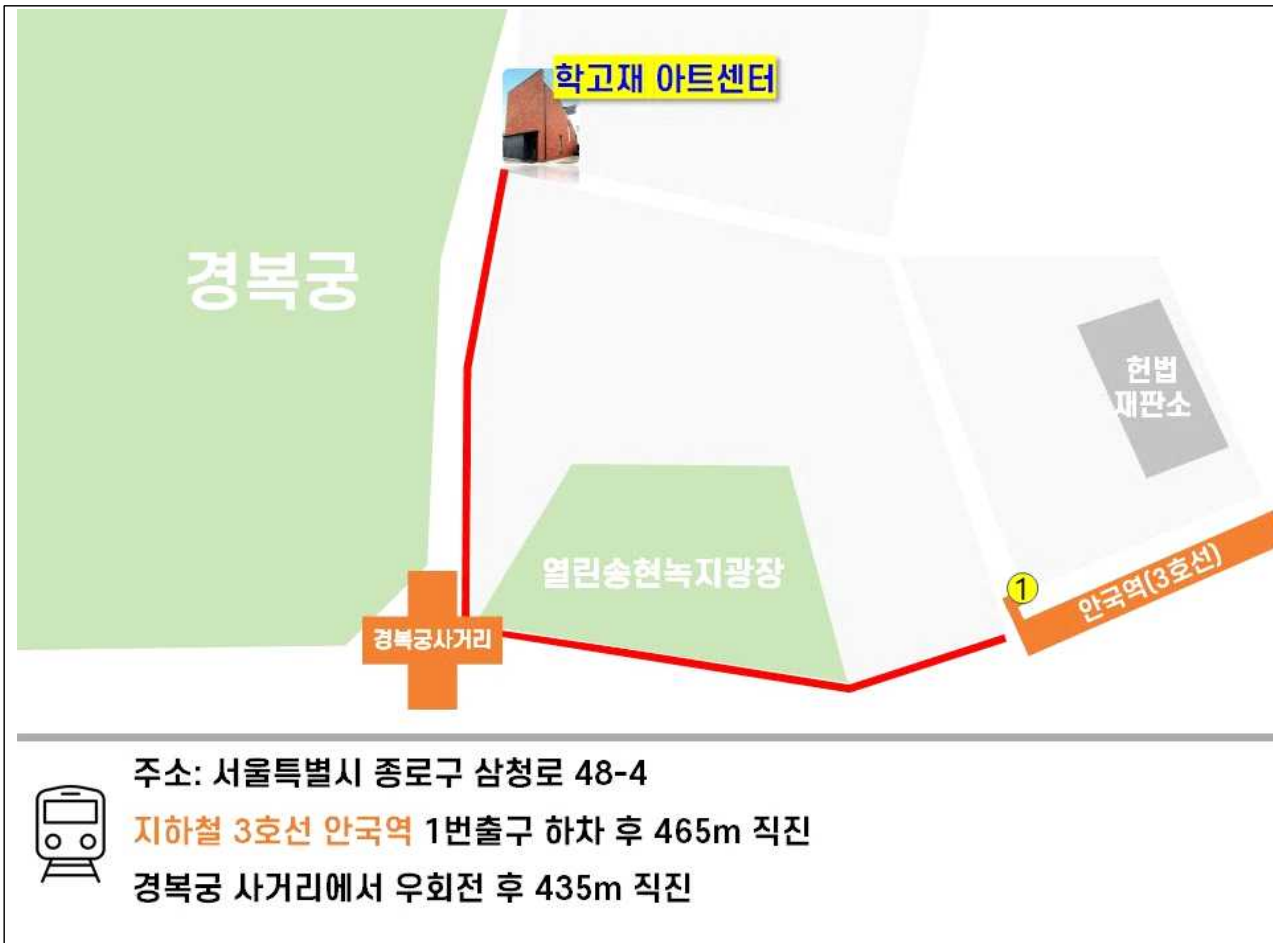 학고재 아트센터
경복궁
헌법
재판소
열린송현녹지광장
1
안국역(3호선)
경복궁사거리
주소: 서울특별시 종로구 삼청로 48-4
지하철 3호선 안국역 1번출구 하차 후 465m 직진
경복궁 사거리에서 우회전 후 435m 직진